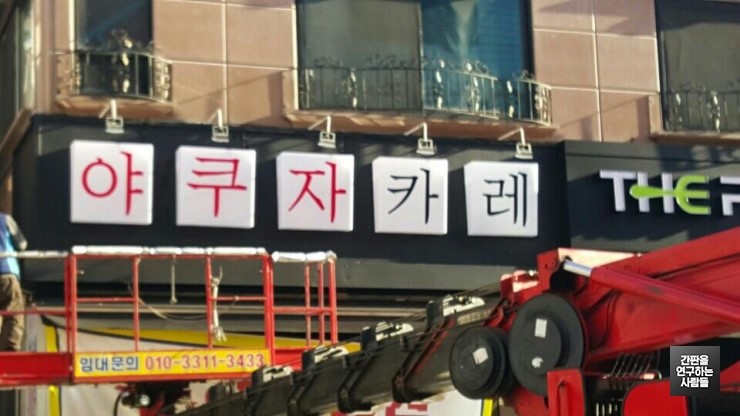 야쿠자카레
THE
임대문의 010-3311-3433
간판을
연구하는
사람들